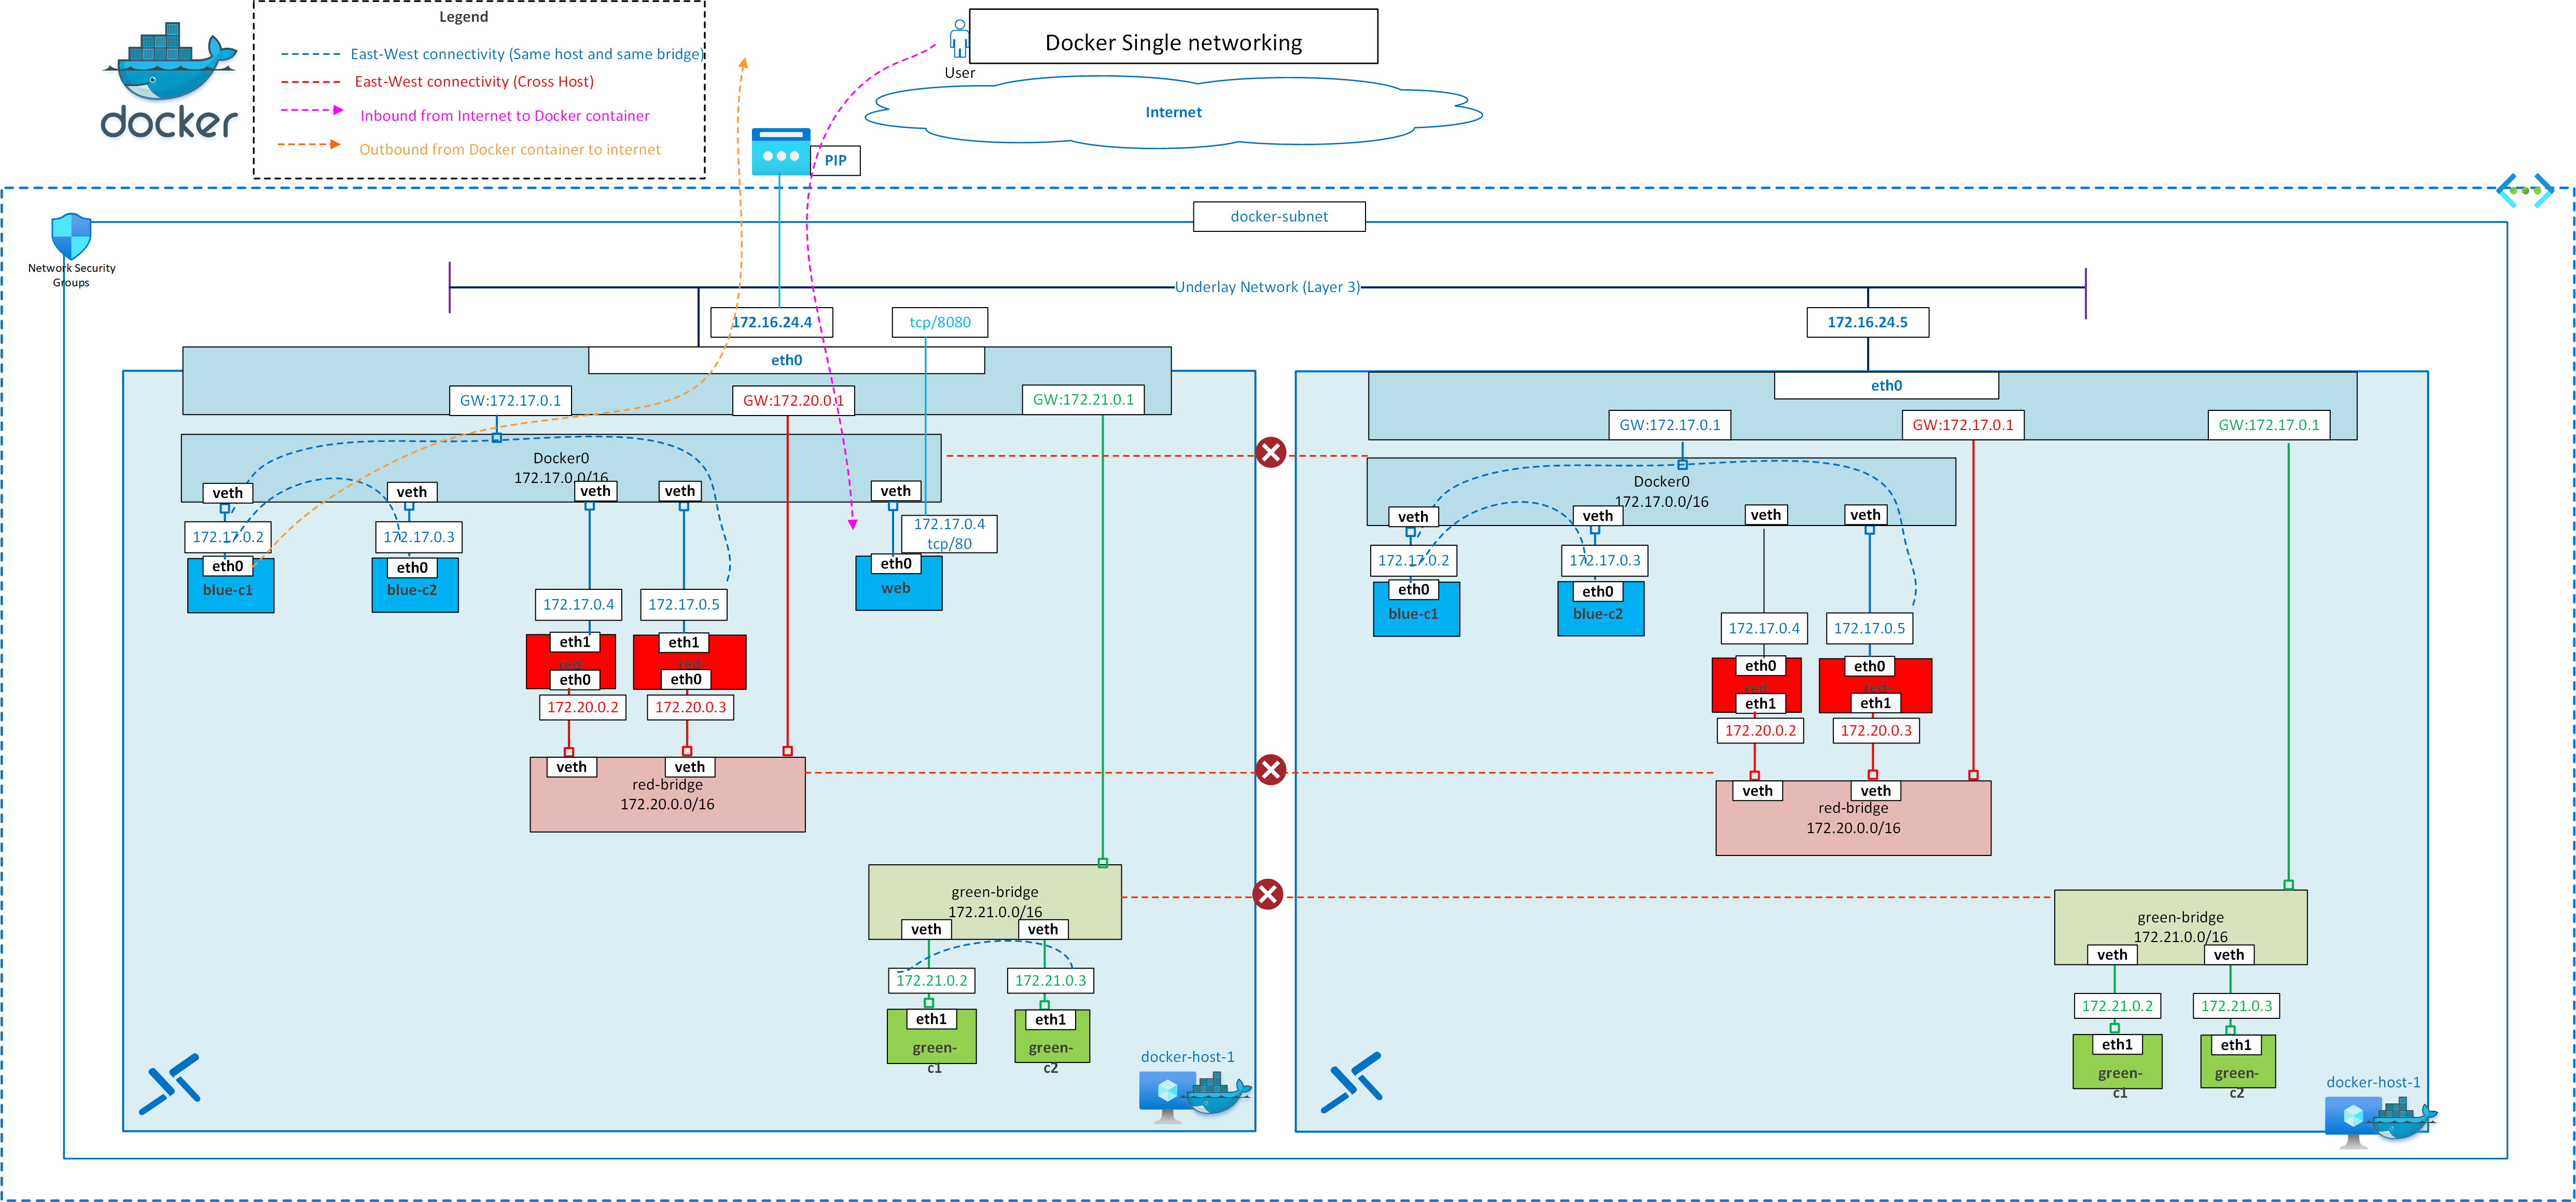 Legend
East-West connectivity (Same host and same bridge)
East-West connectivity (Cross Host)
Inbound from Internet to Docker container
Outbound from Docker container to internet
docker
User
Docker Single networking
Internet
PIP
docker-subnet
Network Security
Groups
Underlay Network (Layer 3)
172.16.24.4
tcp/8080
172.16.24.5
eth0
GW:172.17.0.1
GW:172.20.0.1
GW:172.21.0.1
Docker0
172.17.0.0/16
veth
veth
veth
veth
veth
172.17.0.2
172.17.0.3
172.17.0.4
tcp/80
eth0
blue-c1
eth0
blue-c2
eth0
web
172.17.0.4
172.17.0.5
eth1
red-
eth0
eth1
red-
eth0
172.20.0.2
172.20.0.3
veth
veth
red-bridge
172.20.0.0/16
green-bridge
172.21.0.0/16
veth
veth
172.21.0.2
172.21.0.3
eth1
green-
c1
eth1
green-
c2
docker-host-1
eth0
GW:172.17.0.1
GW:172.17.0.1
GW:172.17.0.1
Docker0
172.17.0.0/16
veth
veth
veth
veth
172.17.0.2
172.17.0.3
eth0
blue-c1
eth0
blue-c2
172.17.0.4
172.17.0.5
eth0
red-
eth1
eth0
red-
eth1
172.20.0.2
172.20.0.3
veth
veth
red-bridge
172.20.0.0/16
green-bridge
172.21.0.0/16
veth
veth
172.21.0.2
172.21.0.3
eth1
green-
c1
eth1
green-
c2
docker-host-1